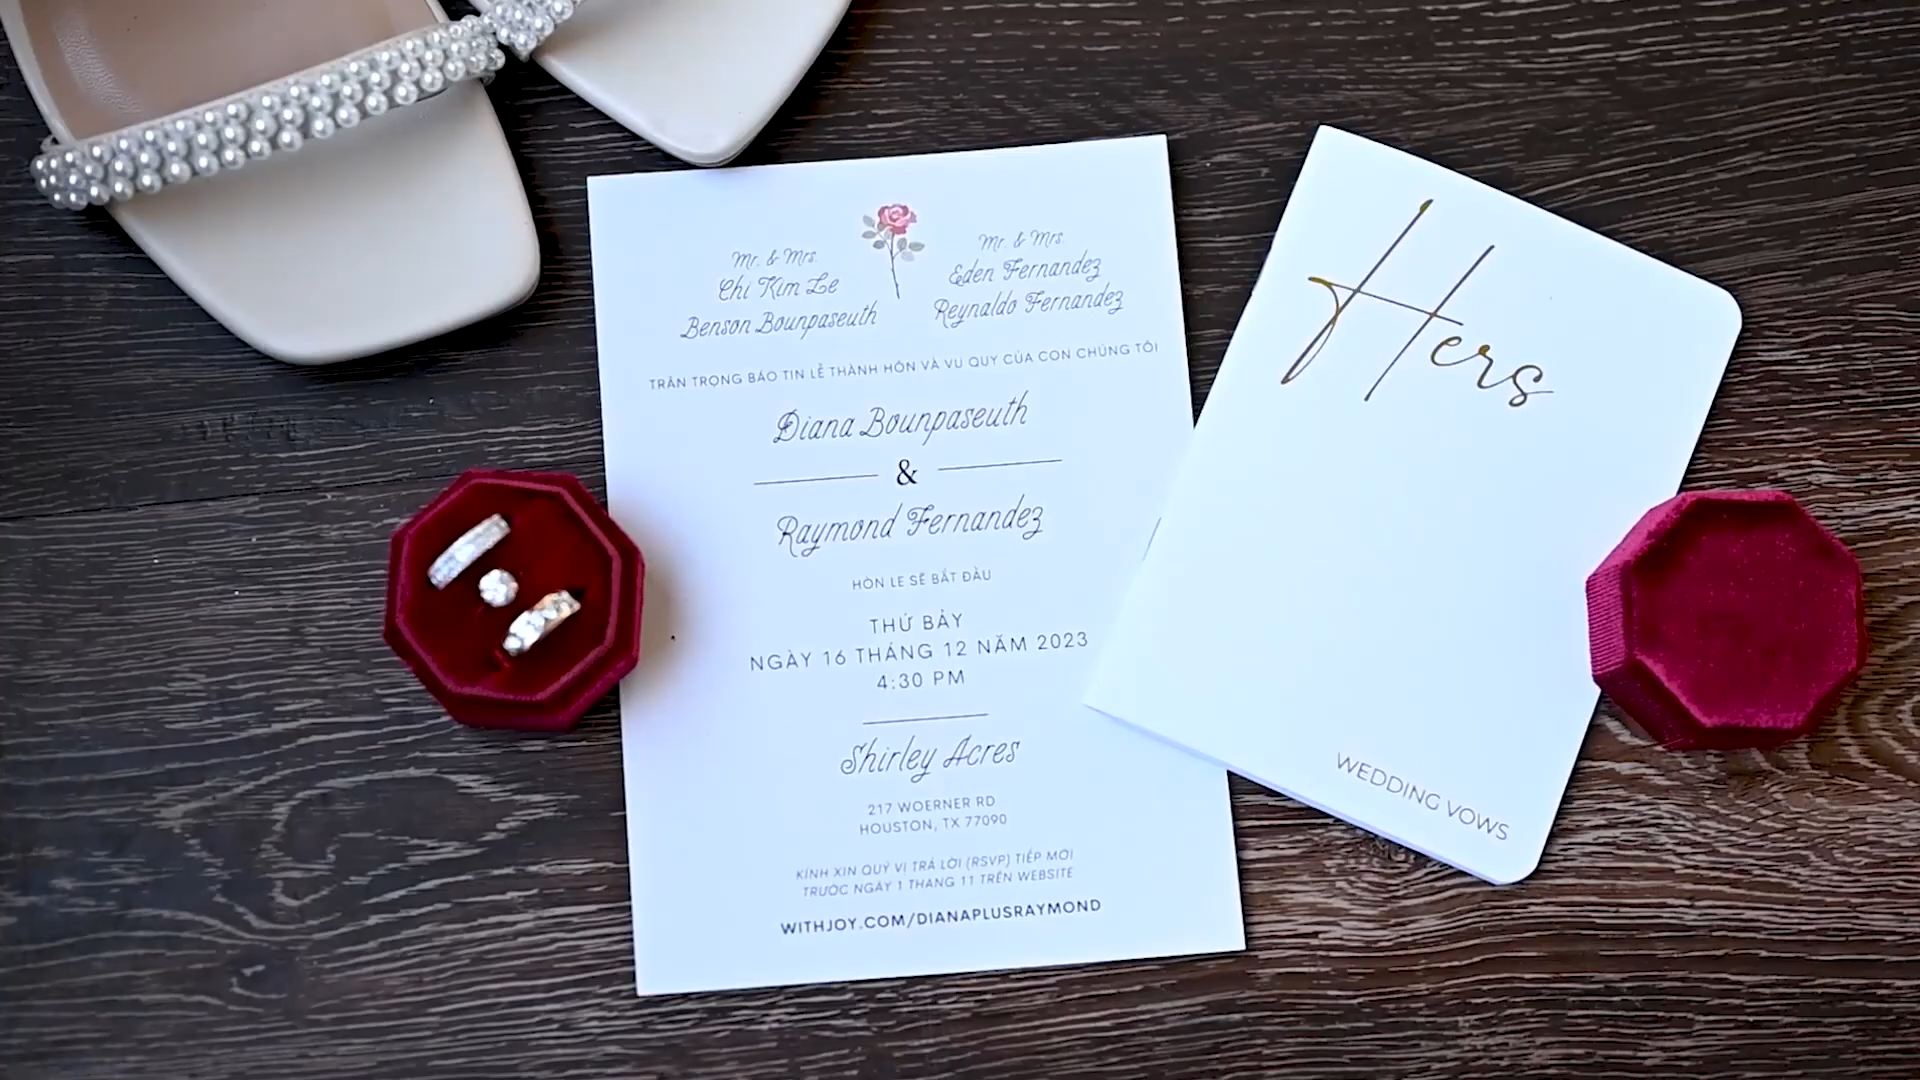 Mr. & Mrs.
Chi Kim Le
Benson Bounpaseuth
Mr. & Mrs.
Eden Fernandez
Reynaldo Fernandez
TRÂN TRỌNG BÁO TIN LỄ THÀNH HÔN VÀ VU QUY CỦA CON CHÚNG TÔI
Diana Bounpaseuth
&
Raymond Fernandez
HÔN LE SẼ BẮT ĐẦU
THỨ BẢY
NGÀY 16 THÁNG 12 NĂM 2023
4:30 PM
Shirley Acres
217 WOERNER RD
HOUSTON, TX 77090
KÍNH XIN QUÝ VỊ TRẢ LỜI (RSVP) TIẾP MỜI
TRƯỚC NGÀY 1 THANG 11 TRÊN WEBSITE
WITHJOY.COM/DIANAPLUSRAYMOND
Hers
WEDDING VOWS